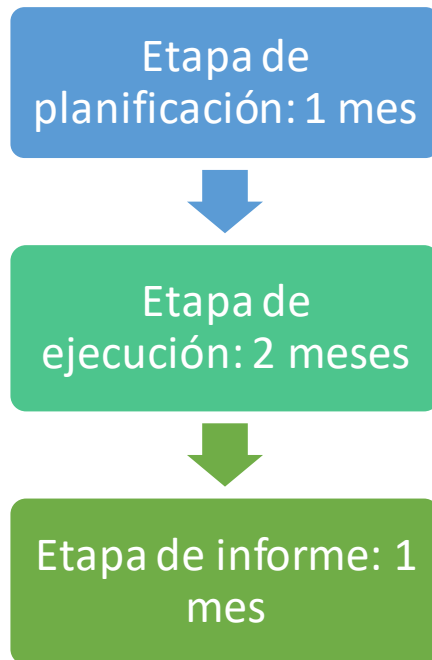 Etapa de
planificación: 1 mes
Etapa de
ejecución: 2 meses
Etapa de informe: 1
mes